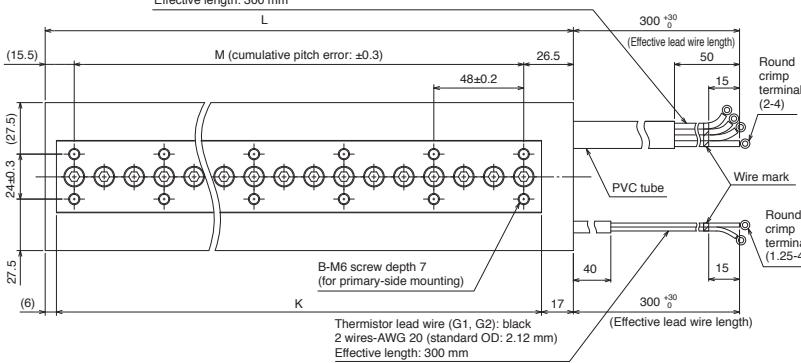 Effective length: 300 mm
L
300 +30 0
(Effective lead wire length)
(15.5)
M (cumulative pitch error: ±0.3)
26.5
50
48±0.2
15
Round
crimp
terminal
(2-4)
(27.5)
24±0.3
27.5
PVC tube
Wire mark
Round
crimp
(1.25-4
B-M6 screw depth 7
(for primary-side mounting)
40
15
(6)
K
17
300 +30 0
(Effective lead wire length)
Thermistor lead wire (G1, G2): black
2 wires-AWG 20 (standard OD: 2.12 mm)
Effective length: 300 mm